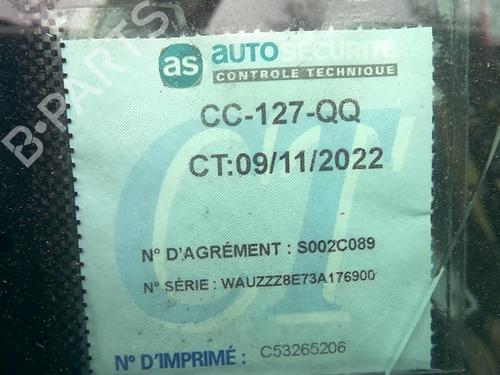 as AUTO SECURITE
CONTROLE TECHNIQUE
CC-127-QQ
CT:09/11/2022
CT
N° D'AGRÉMENT : S002C089
N° SÉRIE : WAUZZZ8E73A176900
N° D'IMPRIMÉ : C53265206
B-PARTS